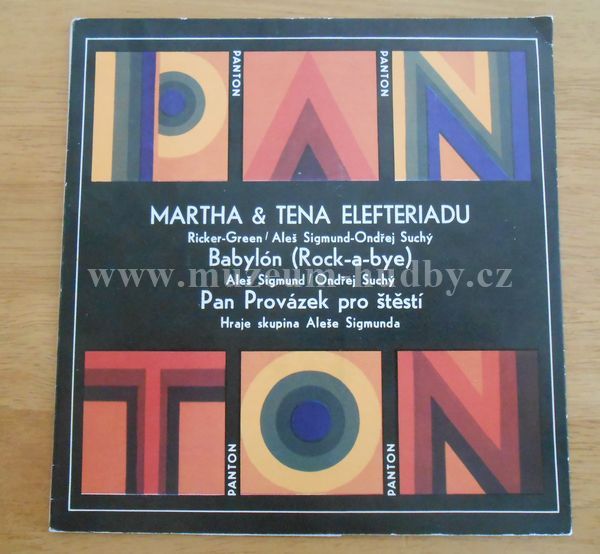 PAN
PANTON
PANTON
MARTHA & TENA ELEFTERIADU
Ricker-Green / Aleš Sigmund-Ondřej Suchý
Babylón (Rock-a-bye)
Aleš Sigmund / Ondřej Suchý
Pan Provázek pro štěstí
Hraje skupina Aleše Sigmunda
www.muzeum-hudby.cz
TON
PANTON
PANTON